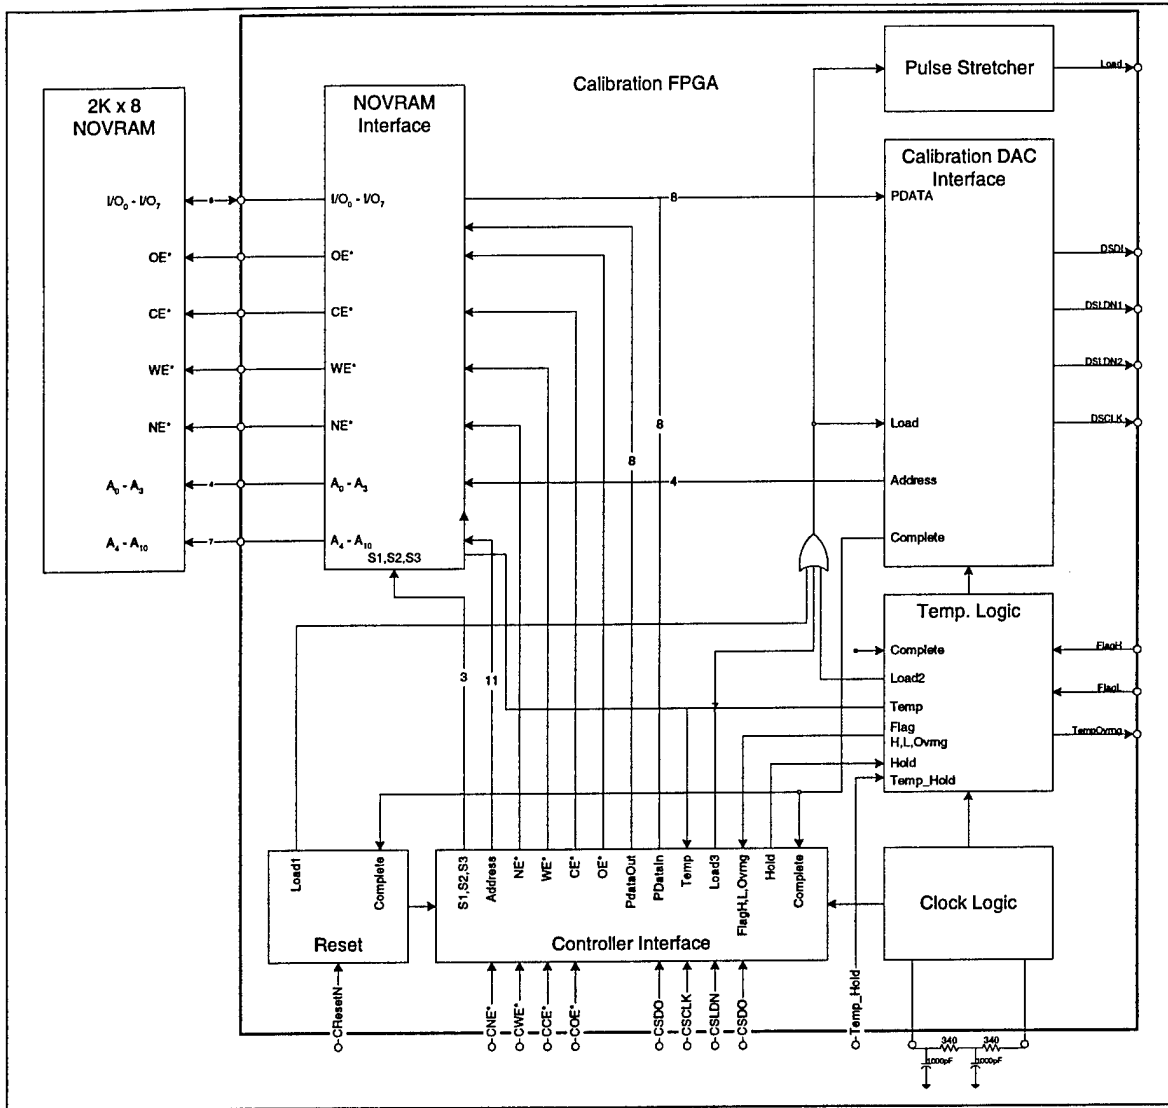 Calibration FPGA
Pulse Stretcher
Load
2K x 8
NOVRAM
I/O0 - I/O7
OE*
CE*
WE*
NE*
A0 - A3
A4 - A10
4
7
NOVRAM
Interface
I/O0 - I/O7
OE*
CE*
WE*
NE*
A0 - A3
A4 - A10
S1,S2,S3
8
8
8
4
3
11
Calibration DAC
Interface
PDATA
Load
Address
Complete
DSDI
DSLDN1
DSLDN2
DSCLK
Temp. Logic
Complete
Load2
Temp
Flag
H,L,Ovrng
Hold
Temp_Hold
FlagH
FlagL
TempOvrng
Load1
Complete
Reset
S1,S2,S3
Address
NE*
WE*
CE*
OE*
PdataOut
PDataIn
Temp
Load3
FlagH,L,Ovrng
Hold
Complete
Controller Interface
Clock Logic
CResetN
CNE*
CWE*
CCE*
COE*
CSDO
CSCLK
CSLDN
CSDO
Temp_Hold
340
340
1000pF
1000pF